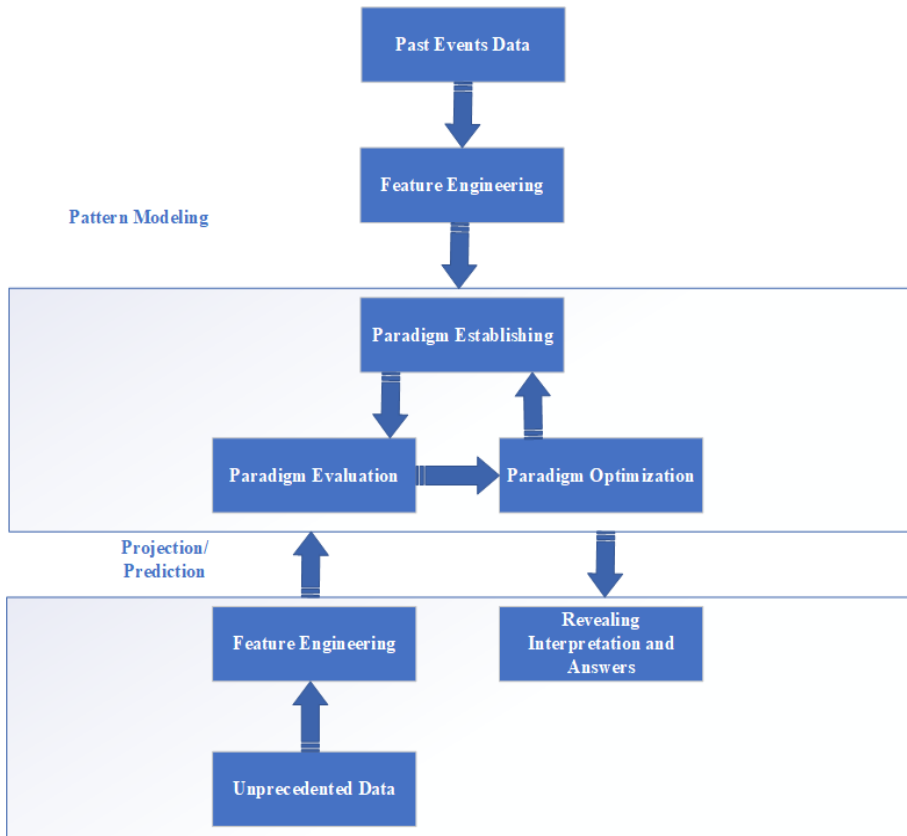 Past Events Data
Feature Engineering
Pattern Modeling
Paradigm Establishing
Paradigm Evaluation
Paradigm Optimization
Projection/
Prediction
Feature Engineering
Revealing
Interpretation and
Answers
Unprecedented Data